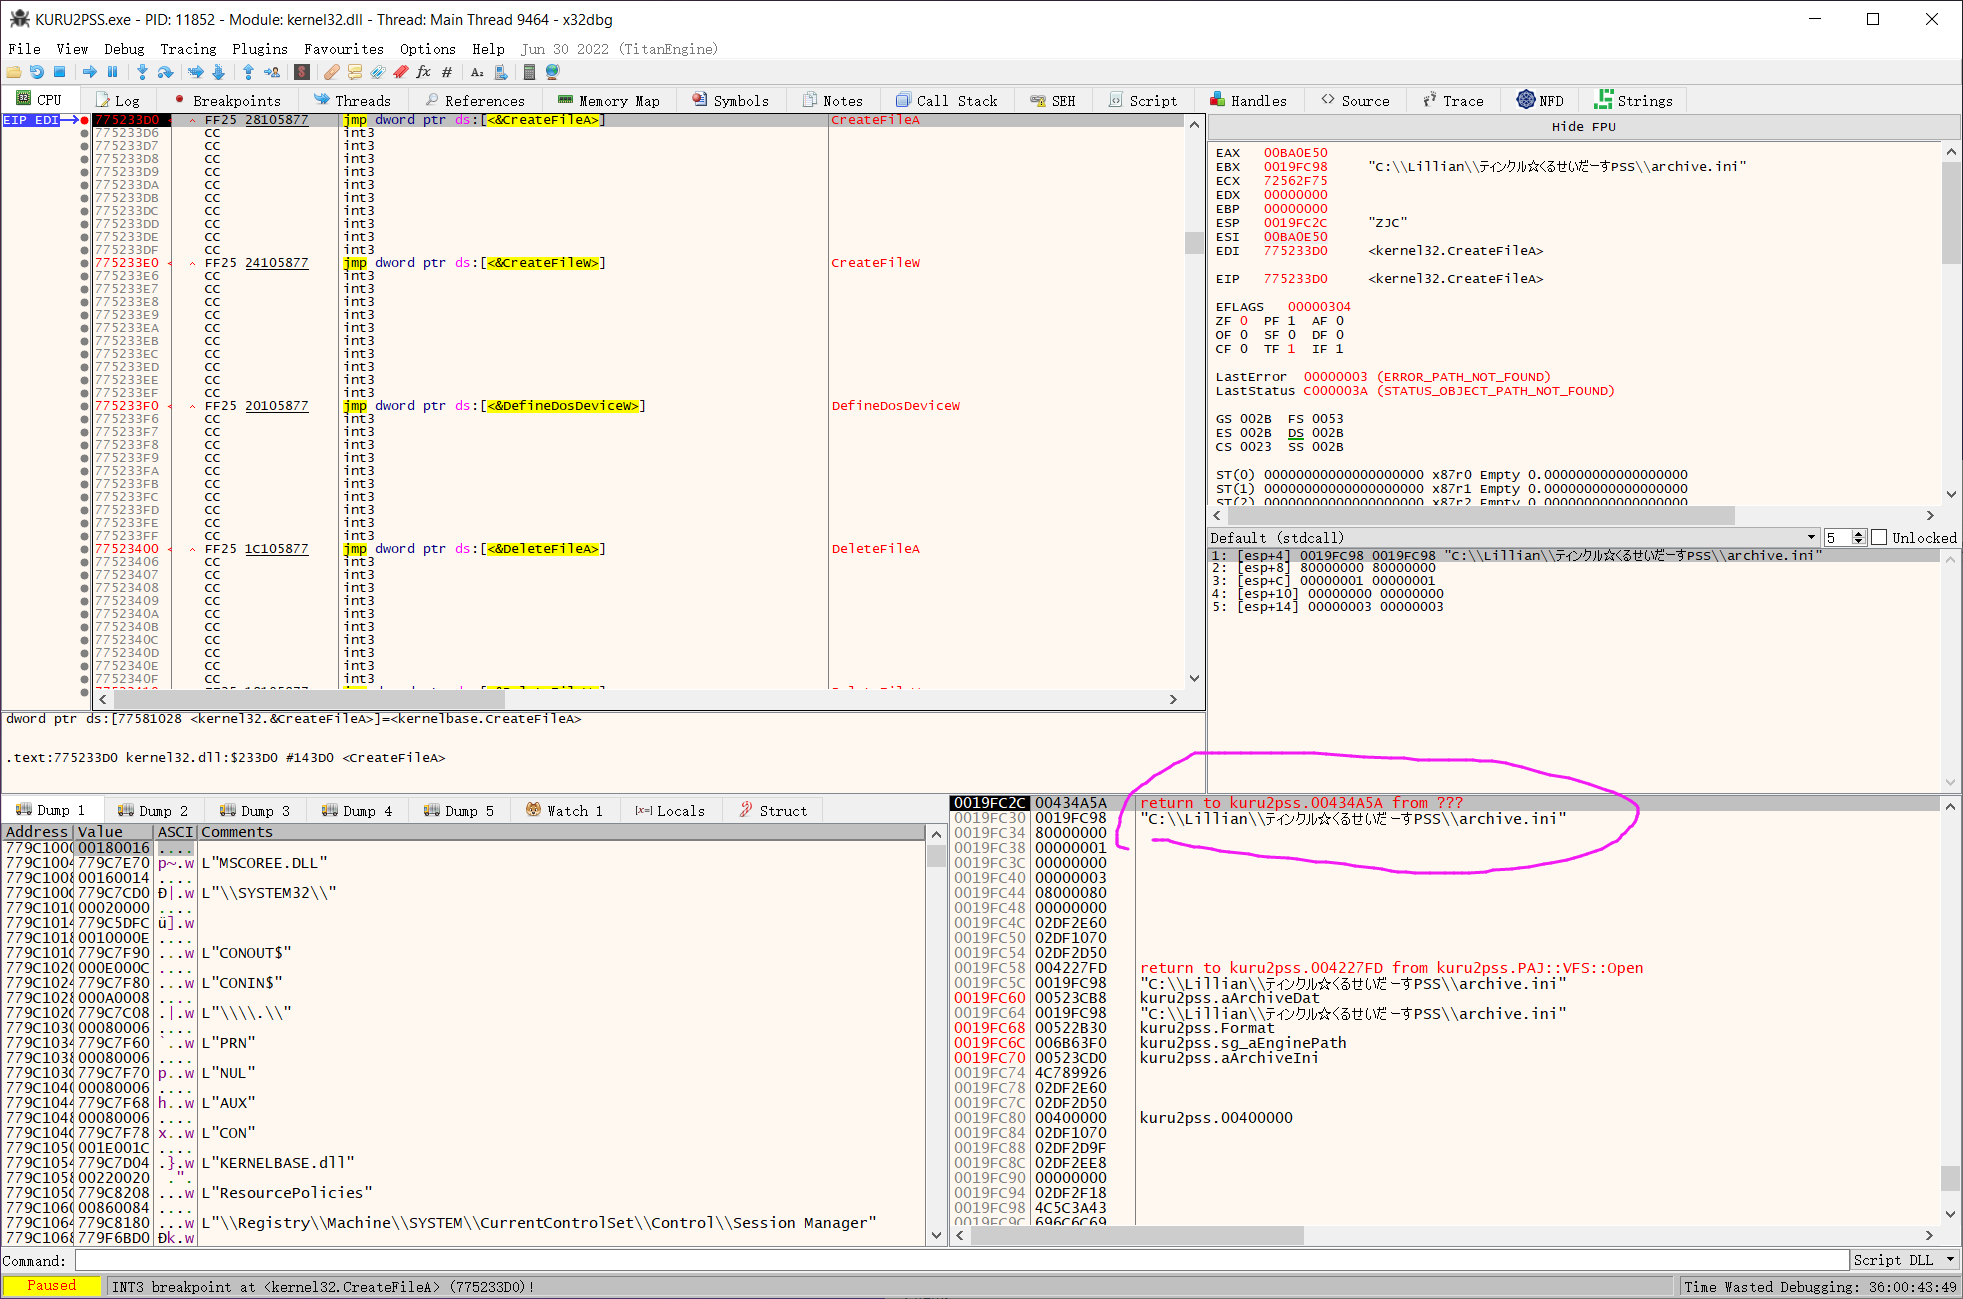 KURU2PSS.exe - PID: 11852 - Module: kernel32.dll - Thread: Main Thread 9464 - x32dbg
File View Debug Tracing Plugins Favourites Options Help Jun 30 2022 (TitanEngine)
CPU Log Breakpoints Threads References Memory Map Symbols Notes Call Stack SEH Script Handles Source Trace NFD Strings
EIP EDI 775233D0 FF25 28105877 jmp dword ptr ds:[<&CreateFileA>] CreateFileA
775233D6 CC int3
775233D7 CC int3
775233D8 CC int3
775233D9 CC int3
775233DA CC int3
775233DB CC int3
775233DC CC int3
775233DD CC int3
775233DE CC int3
775233DF CC int3
775233E0 FF25 24105877 jmp dword ptr ds:[<&CreateFileW>] CreateFileW
775233E6 CC int3
775233E7 CC int3
775233E8 CC int3
775233E9 CC int3
775233EA CC int3
775233EB CC int3
775233EC CC int3
775233ED CC int3
775233EE CC int3
775233EF CC int3
775233F0 FF25 20105877 jmp dword ptr ds:[<&DefineDosDeviceW>] DefineDosDeviceW
775233F6 CC int3
775233F7 CC int3
775233F8 CC int3
775233F9 CC int3
775233FA CC int3
775233FB CC int3
775233FC CC int3
775233FD CC int3
775233FE CC int3
775233FF CC int3
77523400 FF25 1C105877 jmp dword ptr ds:[<&DeleteFileA>] DeleteFileA
77523406 CC int3
77523407 CC int3
77523408 CC int3
77523409 CC int3
7752340A CC int3
7752340B CC int3
7752340C CC int3
7752340D CC int3
7752340E CC int3
7752340F CC int3
dword ptr ds:[77581028 <kernel32.&CreateFileA>]=<kernelbase.CreateFileA>
.text:775233D0 kernel32.dll:$233D0 #143D0 <CreateFileA>
Hide FPU
EAX 00BA0E50
EBX 0019FC98 "C:\\Lillian\\ティンクル☆くるせいだーすPSS\\archive.ini"
ECX 72562F75
EDX 00000000
EBP 00000000
ESP 0019FC2C "ZJC"
ESI 00BA0E50
EDI 775233D0 <kernel32.CreateFileA>
EIP 775233D0 <kernel32.CreateFileA>
EFLAGS 00000304
ZF 0 PF 1 AF 0
OF 0 SF 0 DF 0
CF 0 TF 1 IF 1
LastError 00000003 (ERROR_PATH_NOT_FOUND)
LastStatus C000003A (STATUS_OBJECT_PATH_NOT_FOUND)
GS 002B FS 0053
ES 002B DS 002B
CS 0023 SS 002B
ST(0) 00000000000000000000 x87r0 Empty 0.000000000000000000
ST(1) 00000000000000000000 x87r1 Empty 0.000000000000000000
ST(2) 00000000000000000000 x87r2 Empty 0.000000000000000000
Default (stdcall) 5 Unlocked
1: [esp+4] 0019FC98 0019FC98 "C:\\Lillian\\ティンクル☆くるせいだーすPSS\\archive.ini"
2: [esp+8] 80000000 80000000
3: [esp+C] 00000001 00000001
4: [esp+10] 00000000 00000000
5: [esp+14] 00000003 00000003
Dump 1 Dump 2 Dump 3 Dump 4 Dump 5 Watch 1 Locals Struct
Address Value ASCI Comments
779C1000 00180016 ....
779C1004 779C7E70 p~.w L"MSCOREE.DLL"
779C1008 00160014 ....
779C100C 779C7CD0 Ð|.w L"\\SYSTEM32\\"
779C1010 00020000 ....
779C1014 779C5DFC ü].w
779C1018 0010000E ....
779C101C 779C7F90 ...w L"CONOUT$"
779C1020 000E000C ....
779C1024 779C7F80 ...w L"CONIN$"
779C1028 000A0008 ....
779C102C 779C7C08 .|.w L"\\\\.\\"
779C1030 00080006 ....
779C1034 779C7F60 `..w L"PRN"
779C1038 00080006 ....
779C103C 779C7F70 p..w L"NUL"
779C1040 00080006 ....
779C1044 779C7F68 h..w L"AUX"
779C1048 00080006 ....
779C104C 779C7F78 x..w L"CON"
779C1050 001E001C ....
779C1054 779C7D04 .}.w L"KERNELBASE.dll"
779C1058 00220020 .".
779C105C 779C8208 ...w L"ResourcePolicies"
779C1060 00860084 ....
779C1064 779C8180 ...w L"\\Registry\\Machine\\SYSTEM\\CurrentControlSet\\Control\\Session Manager"
779C1068 779F6BD0 Ðk.w
0019FC2C 00434A5A return to kuru2pss.00434A5A from ???
0019FC30 0019FC98 "C:\\Lillian\\ティンクル☆くるせいだーすPSS\\archive.ini"
0019FC34 80000000
0019FC38 00000001
0019FC3C 00000000
0019FC40 00000003
0019FC44 08000080
0019FC48 00000000
0019FC4C 02DF2E60
0019FC50 02DF1070
0019FC54 02DF2D50
0019FC58 004227FD return to kuru2pss.004227FD from kuru2pss.PAJ::VFS::Open
0019FC5C 0019FC98 "C:\\Lillian\\ティンクル☆くるせいだーすPSS\\archive.ini"
0019FC60 00523CB8 kuru2pss.aArchiveDat
0019FC64 0019FC98 "C:\\Lillian\\ティンクル☆くるせいだーすPSS\\archive.ini"
0019FC68 00522B30 kuru2pss.Format
0019FC6C 006B63F0 kuru2pss.sg_aEnginePath
0019FC70 00523CD0 kuru2pss.aArchiveIni
0019FC74 4C789926
0019FC78 02DF2E60
0019FC7C 02DF2D50
0019FC80 00400000 kuru2pss.00400000
0019FC84 02DF1070
0019FC88 02DF2D9F
0019FC8C 02DF2EE8
0019FC90 00000000
0019FC94 02DF2F18
0019FC98 4C5C3A43
0019FC9C 696C6C69
Command: Script DLL
Paused INT3 breakpoint at <kernel32.CreateFileA> (775233D0)! Time Wasted Debugging: 36:00:43:49